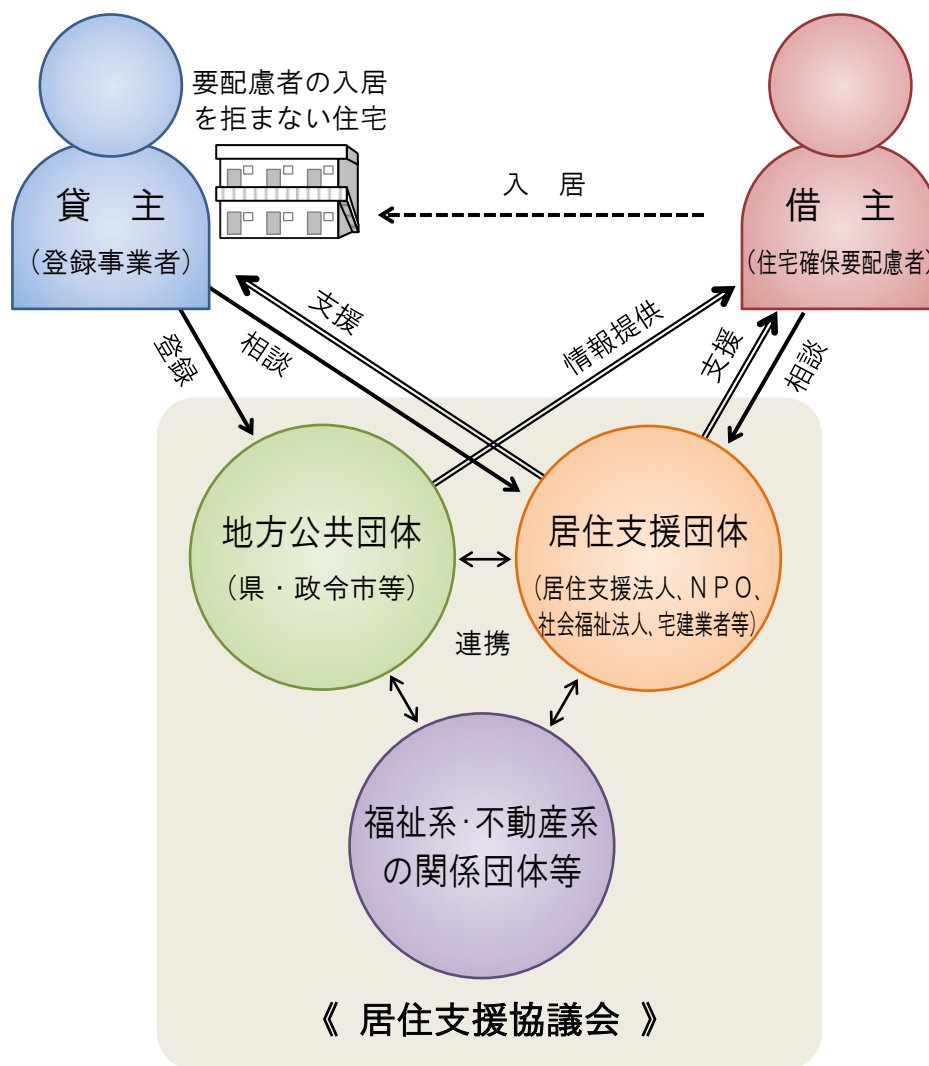 要配慮者の入居
を拒まない住宅
貸　主
（登録事業者）
入　居
借　主
（住宅確保要配慮者）
登録
相談
支援
情報提供
支援
相談
地方公共団体
（県・政令市等）
居住支援団体
（居住支援法人、ＮＰＯ、
社会福祉法人、宅建業者等）
連携
福祉系・不動産系
の関係団体等
《 居住支援協議会 》